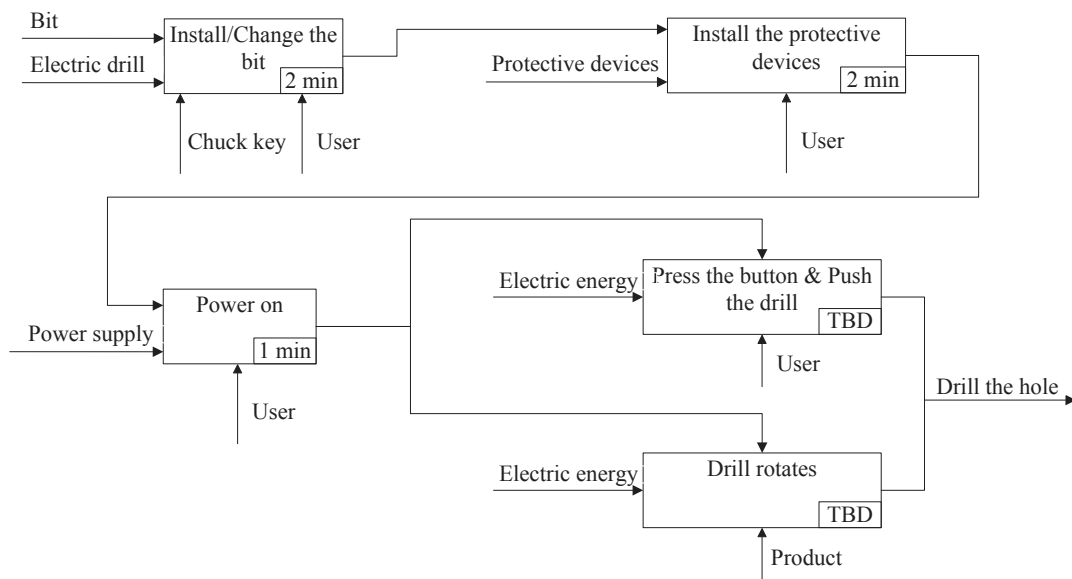 Bit
Electric drill
Install/Change the
bit
2 min
Chuck key
User
Protective devices
Install the protective
devices
2 min
User
Power supply
Power on
1 min
User
Electric energy
Press the button & Push
the drill
TBD
User
Drill the hole
Electric energy
Drill rotates
TBD
Product